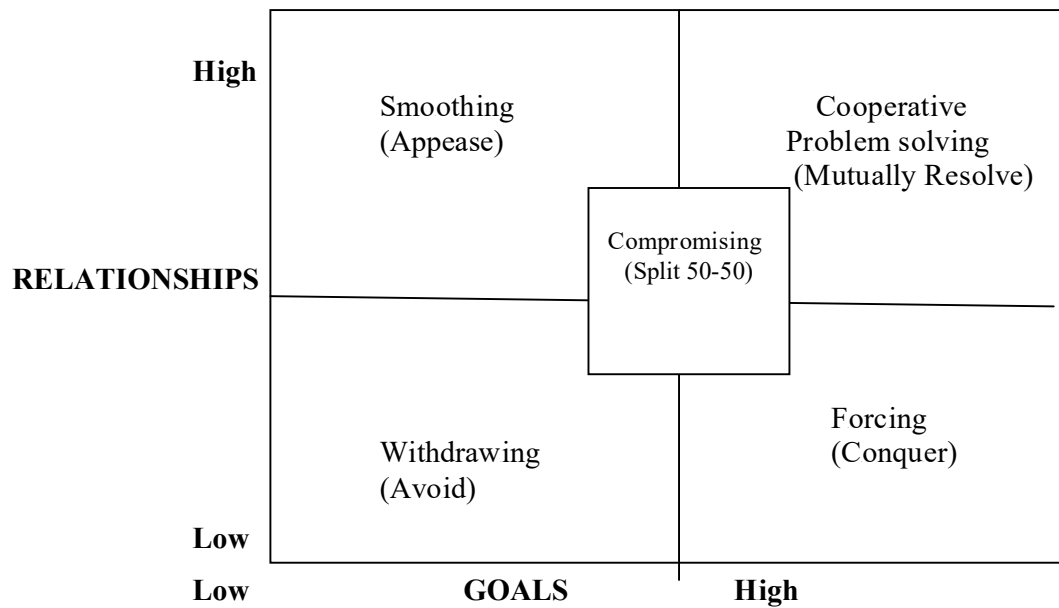 High
Smoothing
(Appease)
Cooperative
Problem solving
(Mutually Resolve)
Compromising
(Split 50-50)
RELATIONSHIPS
Withdrawing
(Avoid)
Forcing
(Conquer)
Low
Low GOALS High